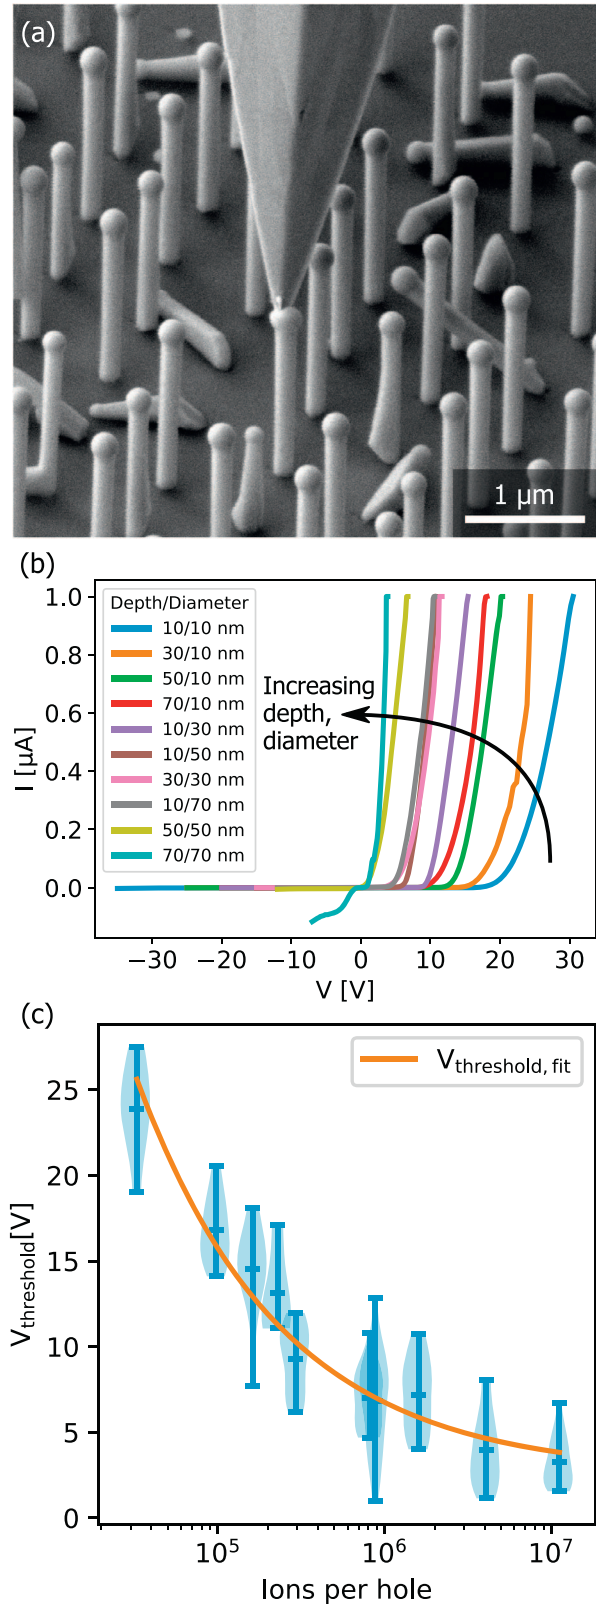 (a)
1 μm
(b)
1.0
0.8
0.6
0.4
0.2
0.0
I [μA]
Depth/Diameter
10/10 nm
30/10 nm
50/10 nm
70/10 nm
10/30 nm
10/50 nm
30/30 nm
10/70 nm
50/50 nm
70/70 nm
Increasing
depth,
diameter
−30 −20 −10 0 10 20 30
V [V]
(c)
V_threshold, fit
25
20
15
10
5
0
V_threshold[V]
10^5 10^6 10^7
Ions per hole